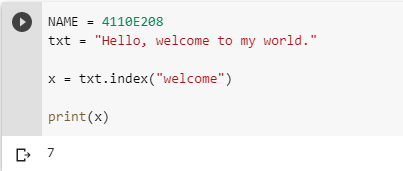 NAME = 4110E208
txt = "Hello, welcome to my world."
x = txt.index("welcome")
print(x)
7